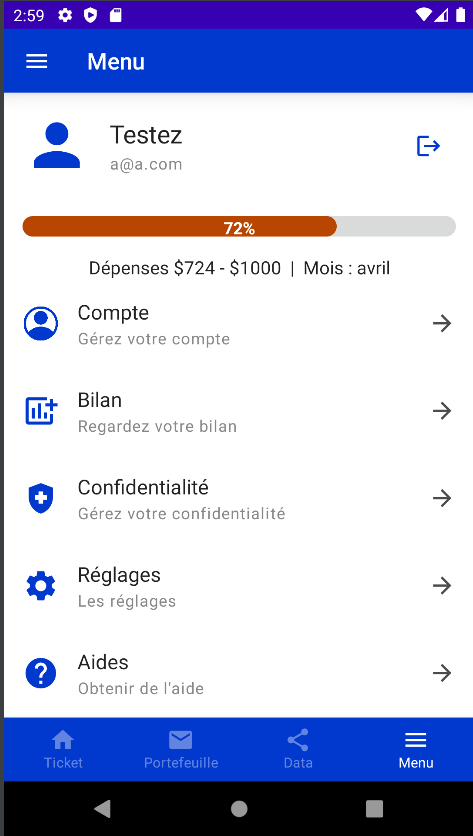 2:59
Menu
Testez
a@a.com
72%
Dépenses $724 - $1000 | Mois : avril
Compte
Gérez votre compte
Bilan
Regardez votre bilan
Confidentialité
Gérez votre confidentialité
Réglages
Les réglages
Aides
Obtenir de l'aide
Ticket Portefeuille Data Menu